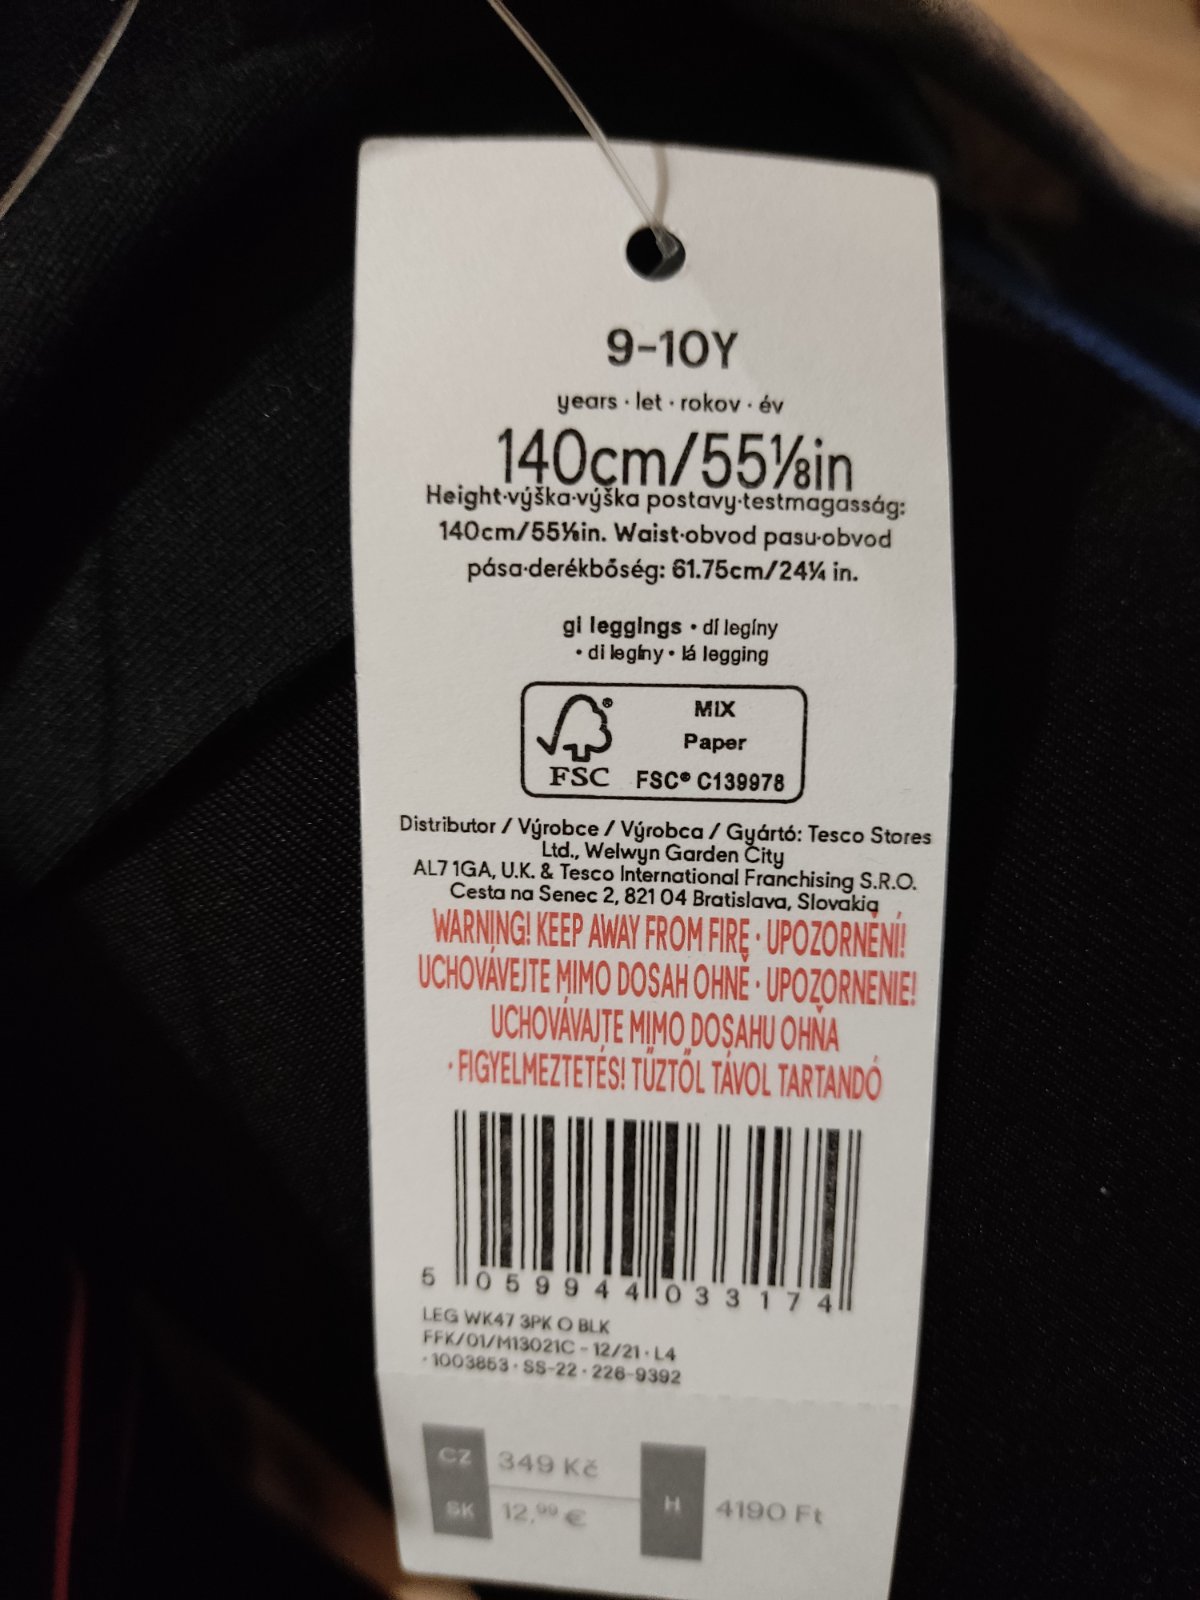 9-10Y
years · let · rokov · év
140cm/55⅛in
Height·výška·výška postavy·testmagasság:
140cm/55⅛in. Waist·obvod pasu·obvod
pása·derékbőség: 61.75cm/24¼ in.
gl leggings • dí legíny
• di legíny • lá legging
MIX
Paper
FSC FSC® C139978
Distributor / Výrobce / Výrobca / Gyártó: Tesco Stores
Ltd., Welwyn Garden City
AL7 1GA, U.K. & Tesco International Franchising S.R.O.
Cesta na Senec 2, 821 04 Bratislava, Slovakia
WARNING! KEEP AWAY FROM FIRE · UPOZORNĚNÍ!
UCHOVÁVEJTE MIMO DOSAH OHNĚ · UPOZORNENIE!
UCHOVÁVAJTE MIMO DOSAHU OHŇA
· FIGYELMEZTETÉS! TŰZTŐL TÁVOL TARTANDÓ
5 059944 033174
LEG WK47 3PK O BLK
FFK/01/M13021C - 12/21 · L4
· 1003853 · SS-22 · 226-9392
CZ 349 Kč
SK 12,99 €
H 4190 Ft